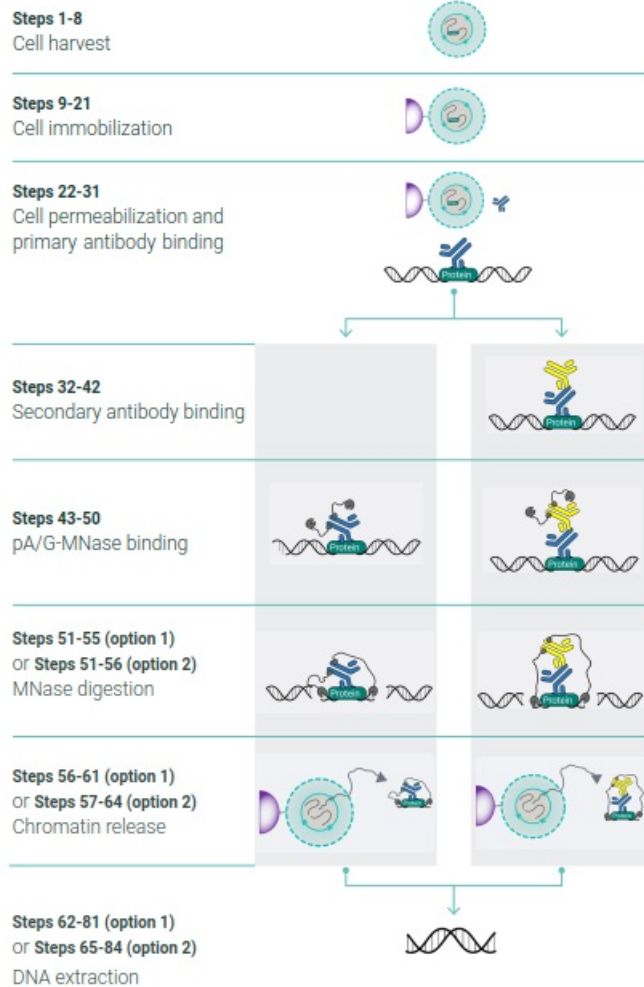 Steps 1-8
Cell harvest
Steps 9-21
Cell immobilization
Steps 22-31
Cell permeabilization and
primary antibody binding
Protein
Steps 32-42
Secondary antibody binding
Protein
Steps 43-50
pA/G-MNase binding
Protein
Protein
Steps 51-55 (option 1)
or Steps 51-56 (option 2)
MNase digestion
Protein
Protein
Steps 56-61 (option 1)
or Steps 57-64 (option 2)
Chromatin release
Steps 62-81 (option 1)
or Steps 65-84 (option 2)
DNA extraction